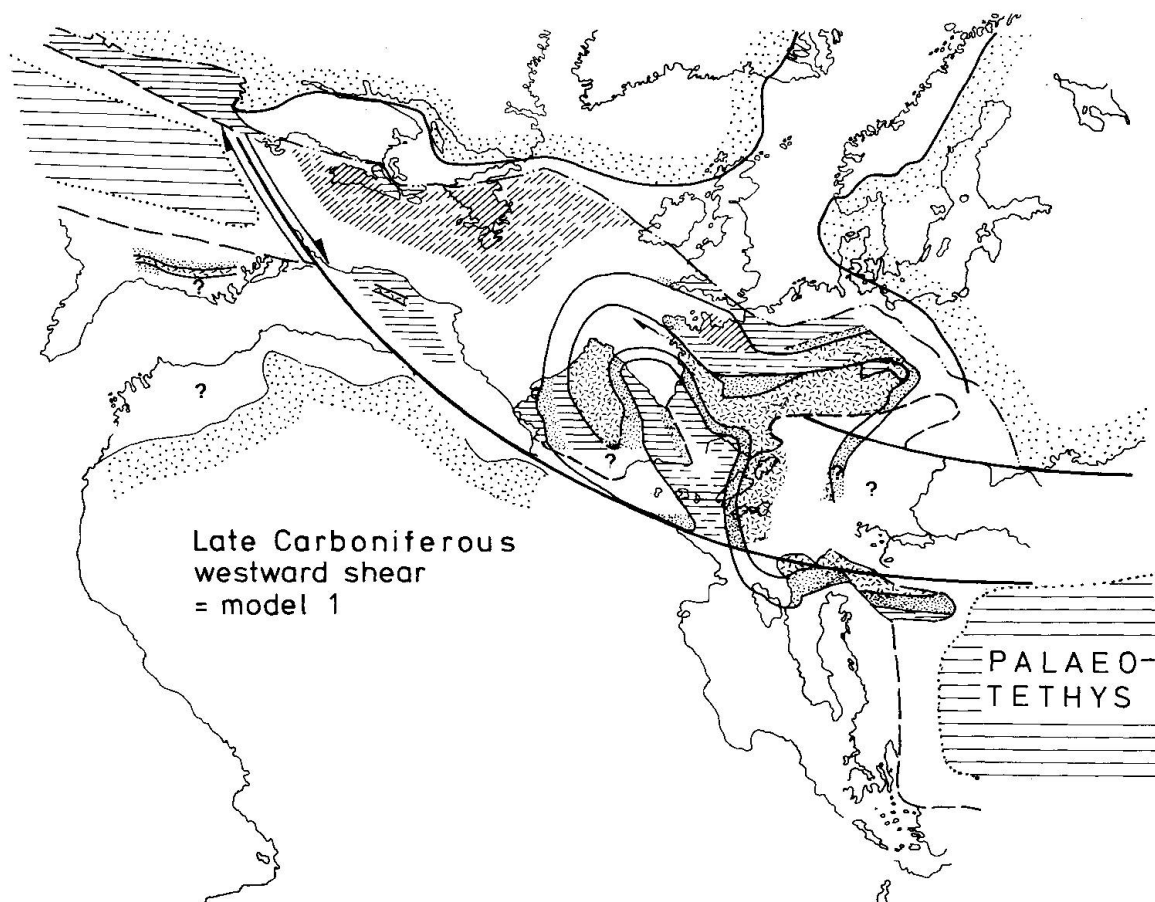 ?
?
?
?
?
Late Carboniferous
westward shear
= model 1
PALAEO-
TETHYS